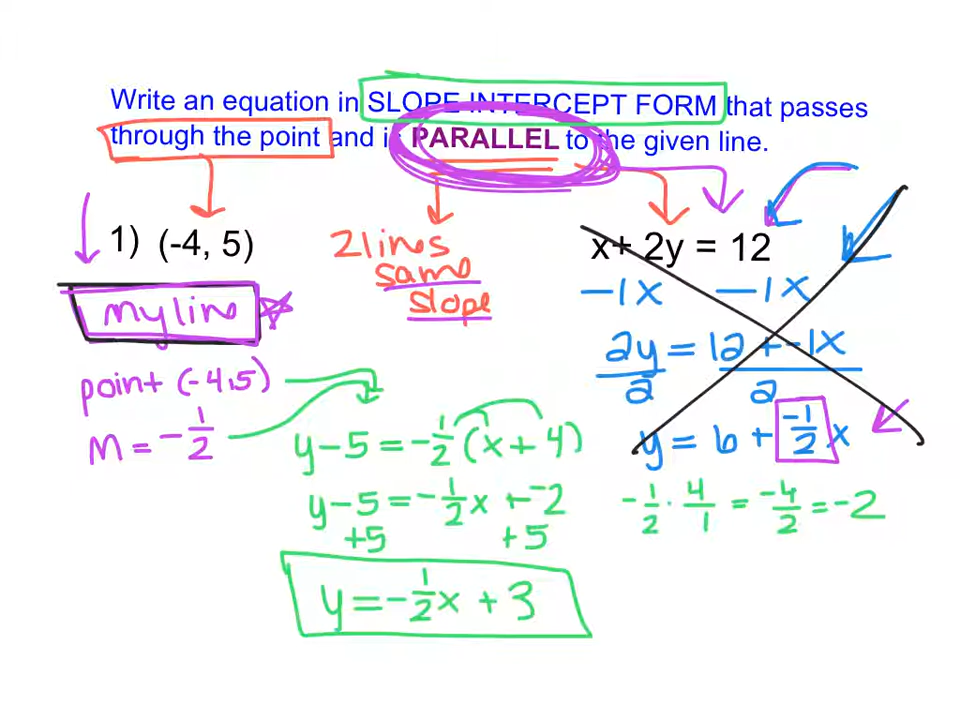 Write an equation in SLOPE INTERCEPT FORM that passes
through the point and is PARALLEL to the given line.
1) (-4, 5)
2 lines
same
slope
x+ 2y = 12
-1x -1x
my line
2y = 12 + -1x
2 2
point (-4,5)
m = -1/2
y = 6 + -1/2 x
y-5 = -1/2 (x + 4)
y-5 = -1/2 x + -2
+5 +5
-1/2 · 4/1 = -4/2 = -2
y = -1/2 x + 3